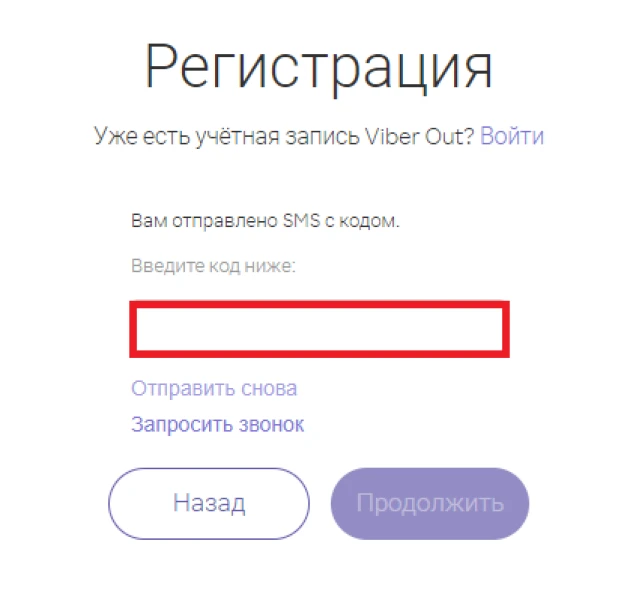 Регистрация
Уже есть учётная запись Viber Out? Войти
Вам отправлено SMS с кодом.
Введите код ниже:
Отправить снова
Запросить звонок
Назад
Продолжить